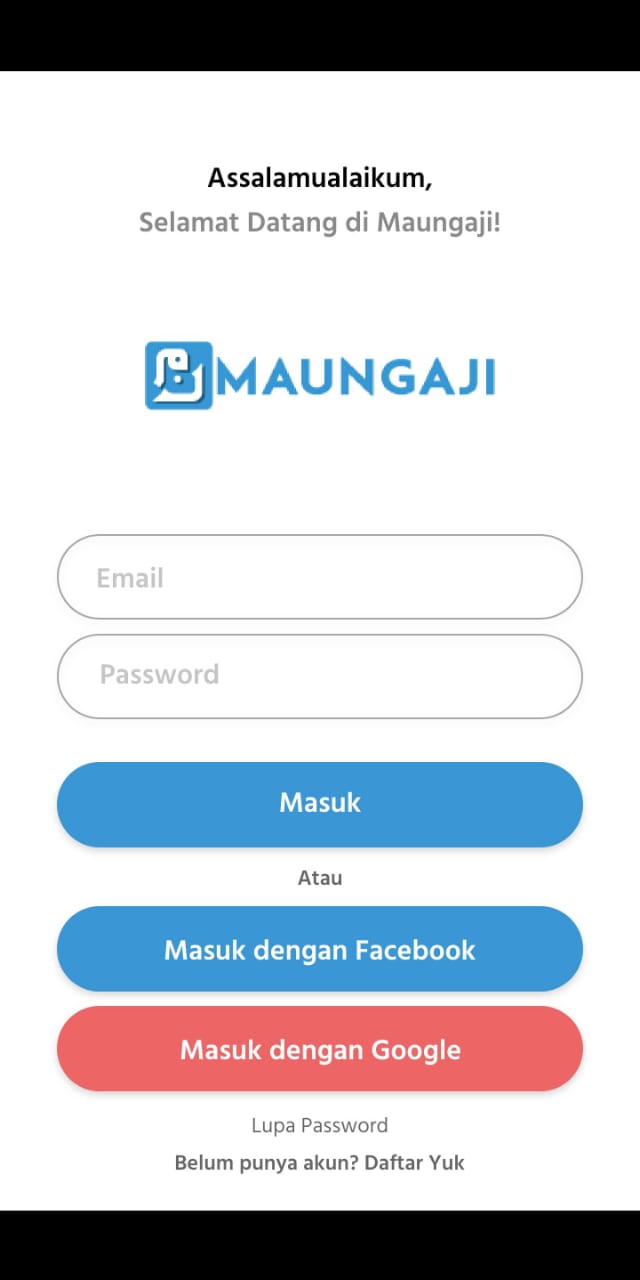 Assalamualaikum,
Selamat Datang di Maungaji!
MAUNGAJI
Email
Password
Masuk
Atau
Masuk dengan Facebook
Masuk dengan Google
Lupa Password
Belum punya akun? Daftar Yuk